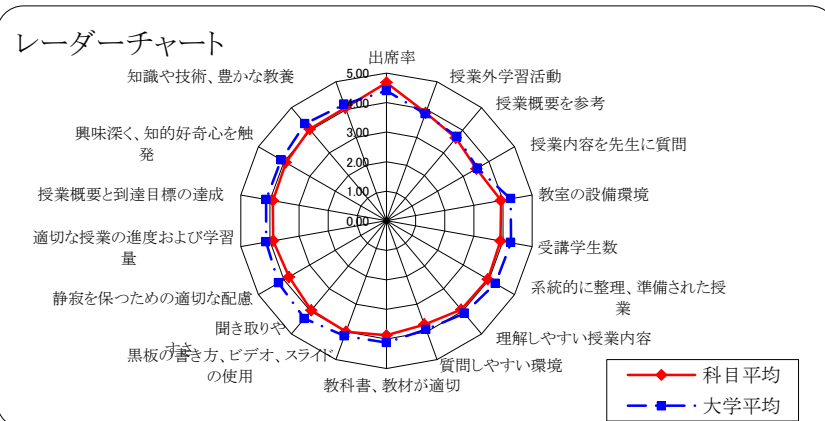 レーダーチャート
出席率
授業外学習活動
授業概要を参考
授業内容を先生に質問
教室の設備環境
受講学生数
系統的に整理、準備された授
業
理解しやすい授業内容
質問しやすい環境
教科書、教材が適切
黒板の書き方、ビデオ、スライド
の使用
聞き取りや
すさ
静寂を保つための適切な配慮
適切な授業の進度および学習
量
授業概要と到達目標の達成
興味深く、知的好奇心を触
発
知識や技術、豊かな教養
5.00
4.00
3.00
2.00
1.00
0.00
科目平均
大学平均